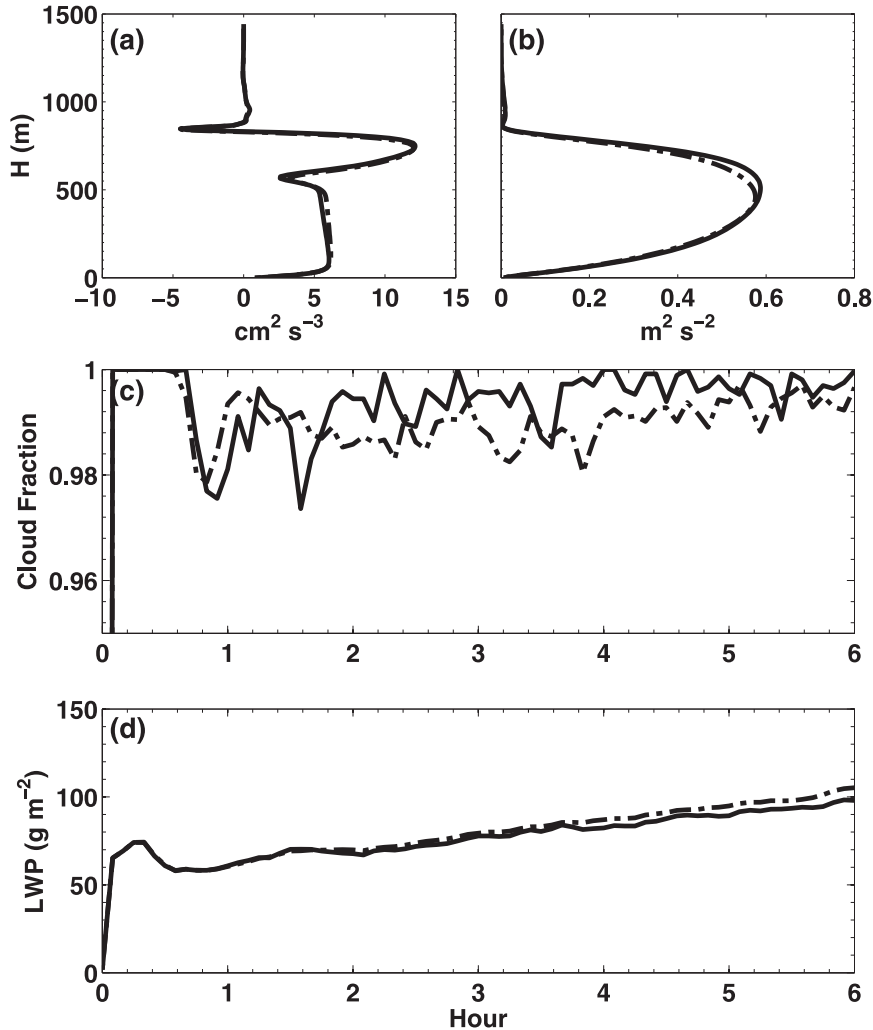 1500
(a)
(b)
1000
H (m)
500
0
−10 −5 0 5 10 15
0 0.2 0.4 0.6 0.8
cm² s⁻³
m² s⁻²
1
(c)
0.98
Cloud Fraction
0.96
0 1 2 3 4 5 6
150
(d)
100
LWP (g m⁻²)
50
0
0 1 2 3 4 5 6
Hour